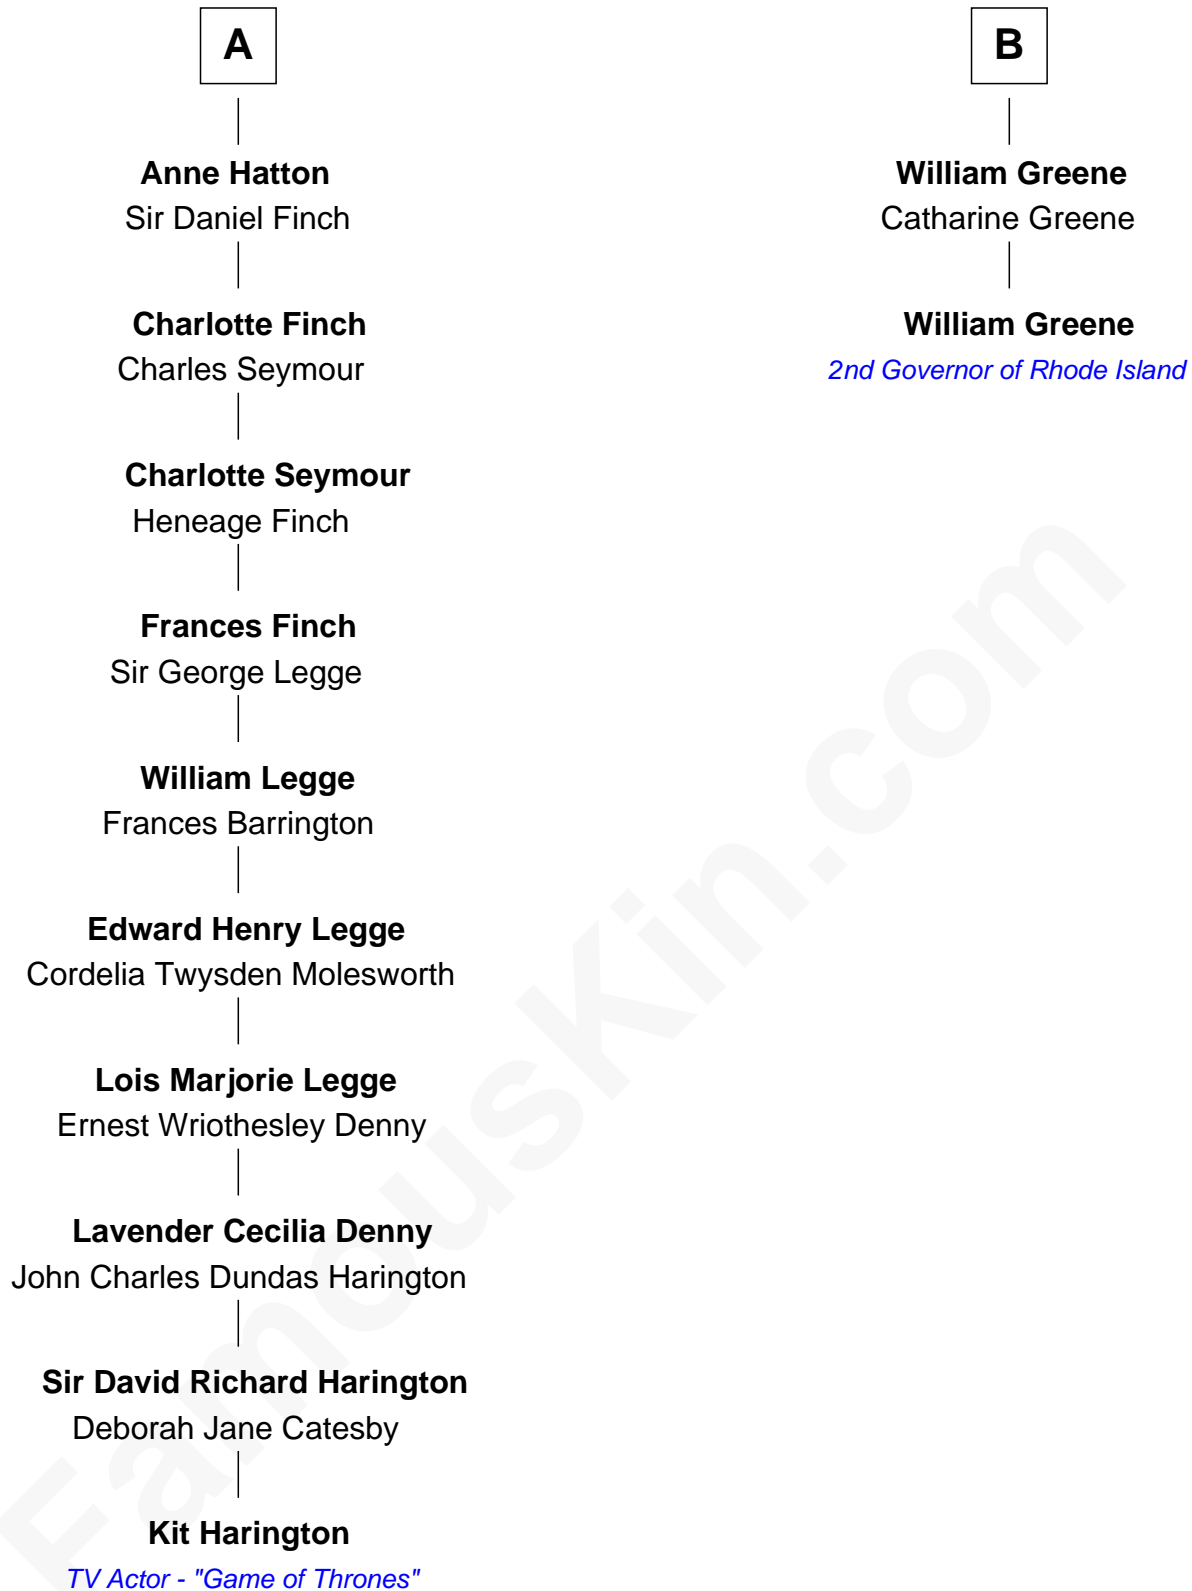 A
Anne Hatton
Sir Daniel Finch
Charlotte Finch
Charles Seymour
Charlotte Seymour
Heneage Finch
Frances Finch
Sir George Legge
William Legge
Frances Barrington
Edward Henry Legge
Cordelia Twysden Molesworth
Lois Marjorie Legge
Ernest Wriothesley Denny
Lavender Cecilia Denny
John Charles Dundas Harington
Sir David Richard Harington
Deborah Jane Catesby
Kit Harington
TV Actor - "Game of Thrones"
B
William Greene
Catharine Greene
William Greene
2nd Governor of Rhode Island
FamousKin.com